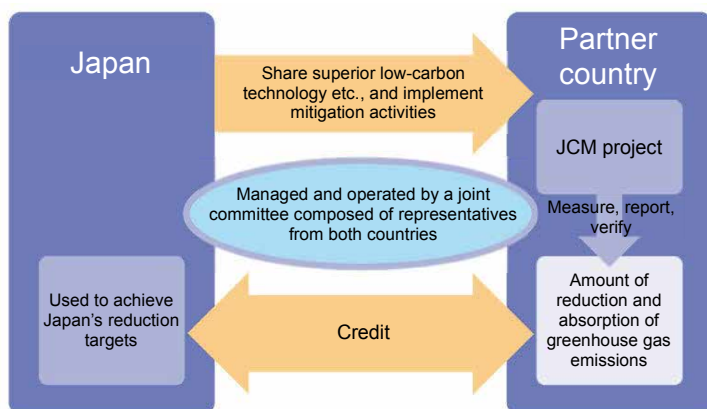 Japan
Share superior low-carbon
technology etc., and implement
mitigation activities
Partner
country
JCM project
Measure, report,
verify
Managed and operated by a joint
committee composed of representatives
from both countries
Used to achieve
Japan's reduction
targets
Credit
Amount of
reduction and
absorption of
greenhouse gas
emissions